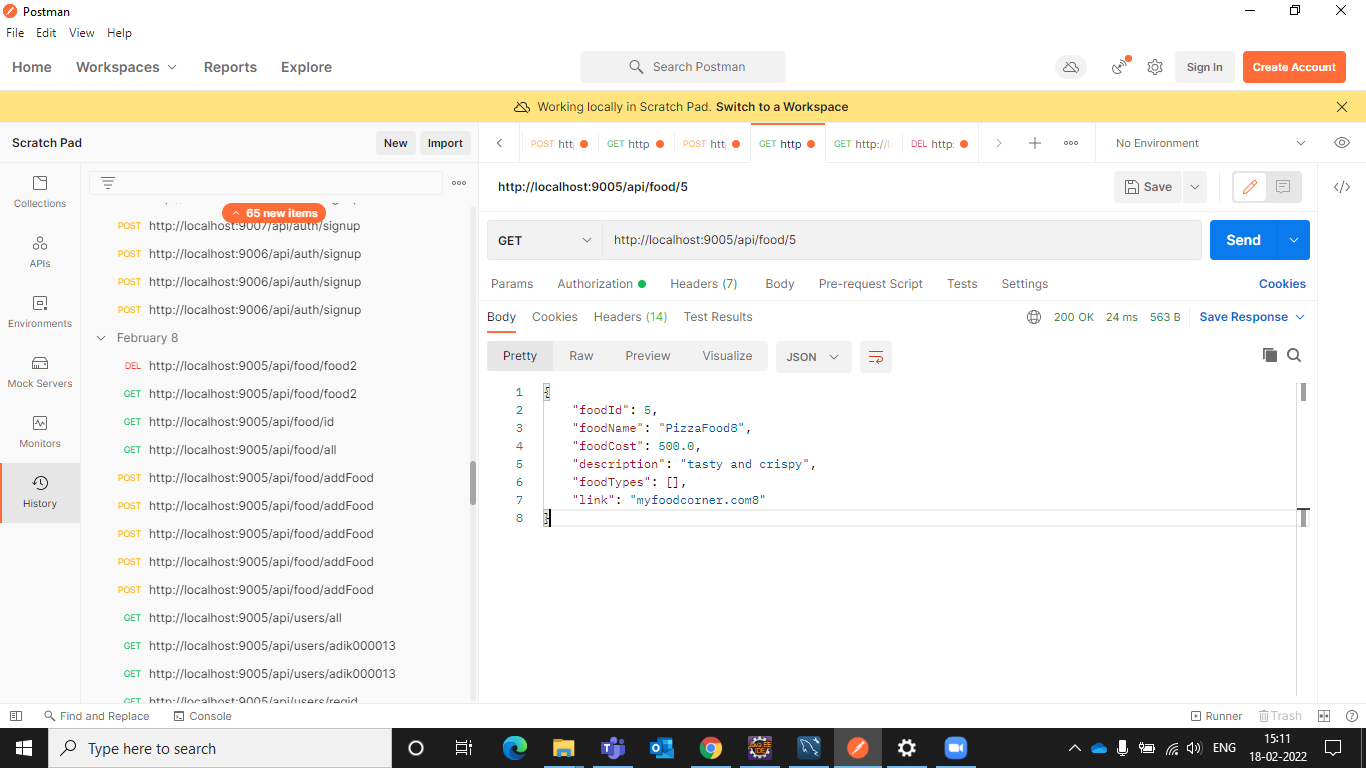 Postman
File Edit View Help
Home Workspaces Reports Explore
Search Postman
Sign In
Create Account
Working locally in Scratch Pad. Switch to a Workspace
Scratch Pad
New
Import
POST htt
GET http
POST htt
GET http
GET http://l
DEL http:
No Environment
Collections
APIs
Environments
Mock Servers
Monitors
History
65 new items
POST http://localhost:9007/api/auth/signup
POST http://localhost:9006/api/auth/signup
POST http://localhost:9006/api/auth/signup
POST http://localhost:9006/api/auth/signup
February 8
DEL http://localhost:9005/api/food/food2
GET http://localhost:9005/api/food/food2
GET http://localhost:9005/api/food/id
GET http://localhost:9005/api/food/all
POST http://localhost:9005/api/food/addFood
POST http://localhost:9005/api/food/addFood
POST http://localhost:9005/api/food/addFood
POST http://localhost:9005/api/food/addFood
POST http://localhost:9005/api/food/addFood
GET http://localhost:9005/api/users/all
GET http://localhost:9005/api/users/adik000013
GET http://localhost:9005/api/users/adik000013
GET http://localhost:9005/api/users/regid
http://localhost:9005/api/food/5
Save
GET http://localhost:9005/api/food/5
Send
Params Authorization Headers (7) Body Pre-request Script Tests Settings Cookies
Body Cookies Headers (14) Test Results
200 OK 24 ms 563 B Save Response
Pretty Raw Preview Visualize JSON
1 {
2 "foodId": 5,
3 "foodName": "PizzaFood8",
4 "foodCost": 500.0,
5 "description": "tasty and crispy",
6 "foodTypes": [],
7 "link": "myfoodcorner.com8"
8 }
Find and Replace Console
Runner Trash
Type here to search
ENG
15:11
18-02-2022